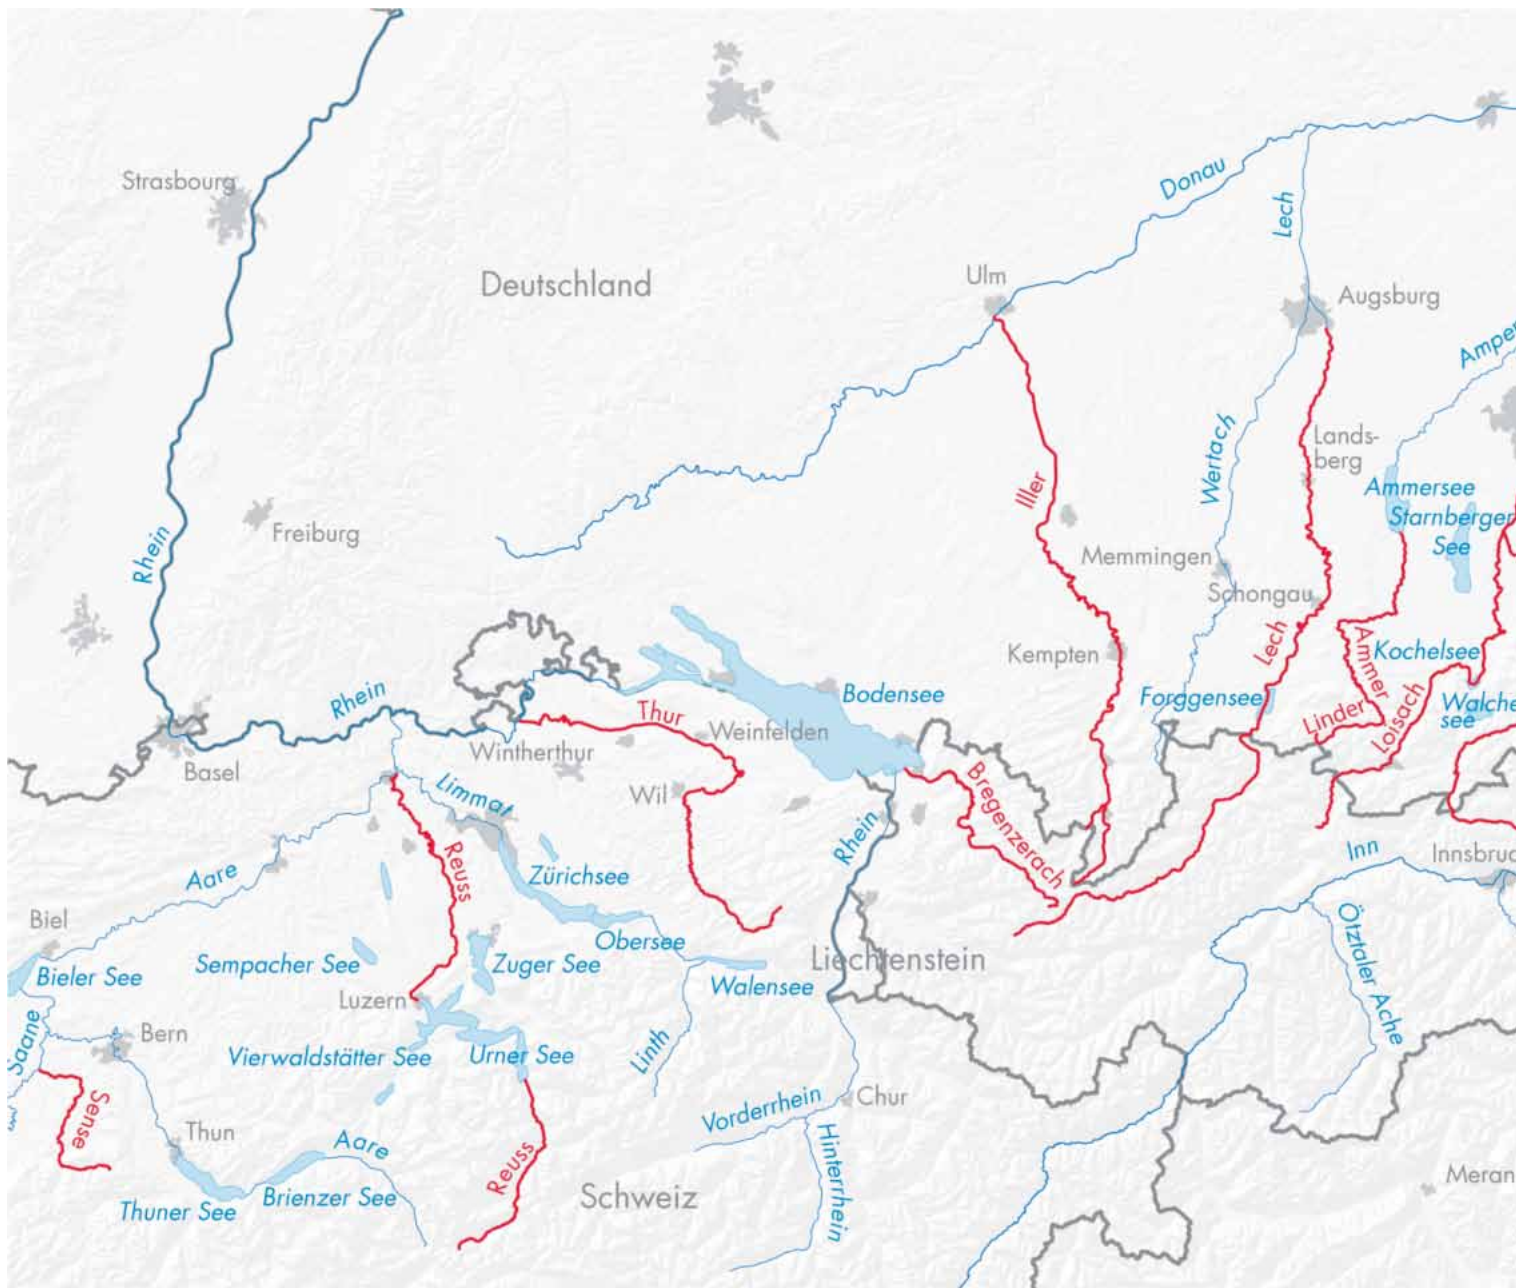 Strasbourg
Donau
Lech
Deutschland
Ulm
Augsburg
Amper
Wertach
Lands-
berg
Iller
Ammersee
Starnberger
See
Freiburg
Rhein
Memmingen
Schongau
Kempten
Lech
Ammer
Kochelsee
Bodensee
Forggensee
Rhein
Thur
Weinfelden
Linder
Loisach
Walche
see
Wintherthur
Basel
Limmat
Wil
Bregenzerach
Rhein
Reuss
Aare
Zürichsee
Inn
Innsbruc
Biel
Obersee
Ötztaler Ache
Sempacher See
Zuger See
Liechtenstein
Bieler See
Walensee
Luzern
Saane
Bern
Vierwaldstätter See
Urner See
Linth
Sense
Vorderrhein
Chur
Thun
Aare
Hinterrhein
Reuss
Meran
Thuner See
Brienzer See
Schweiz